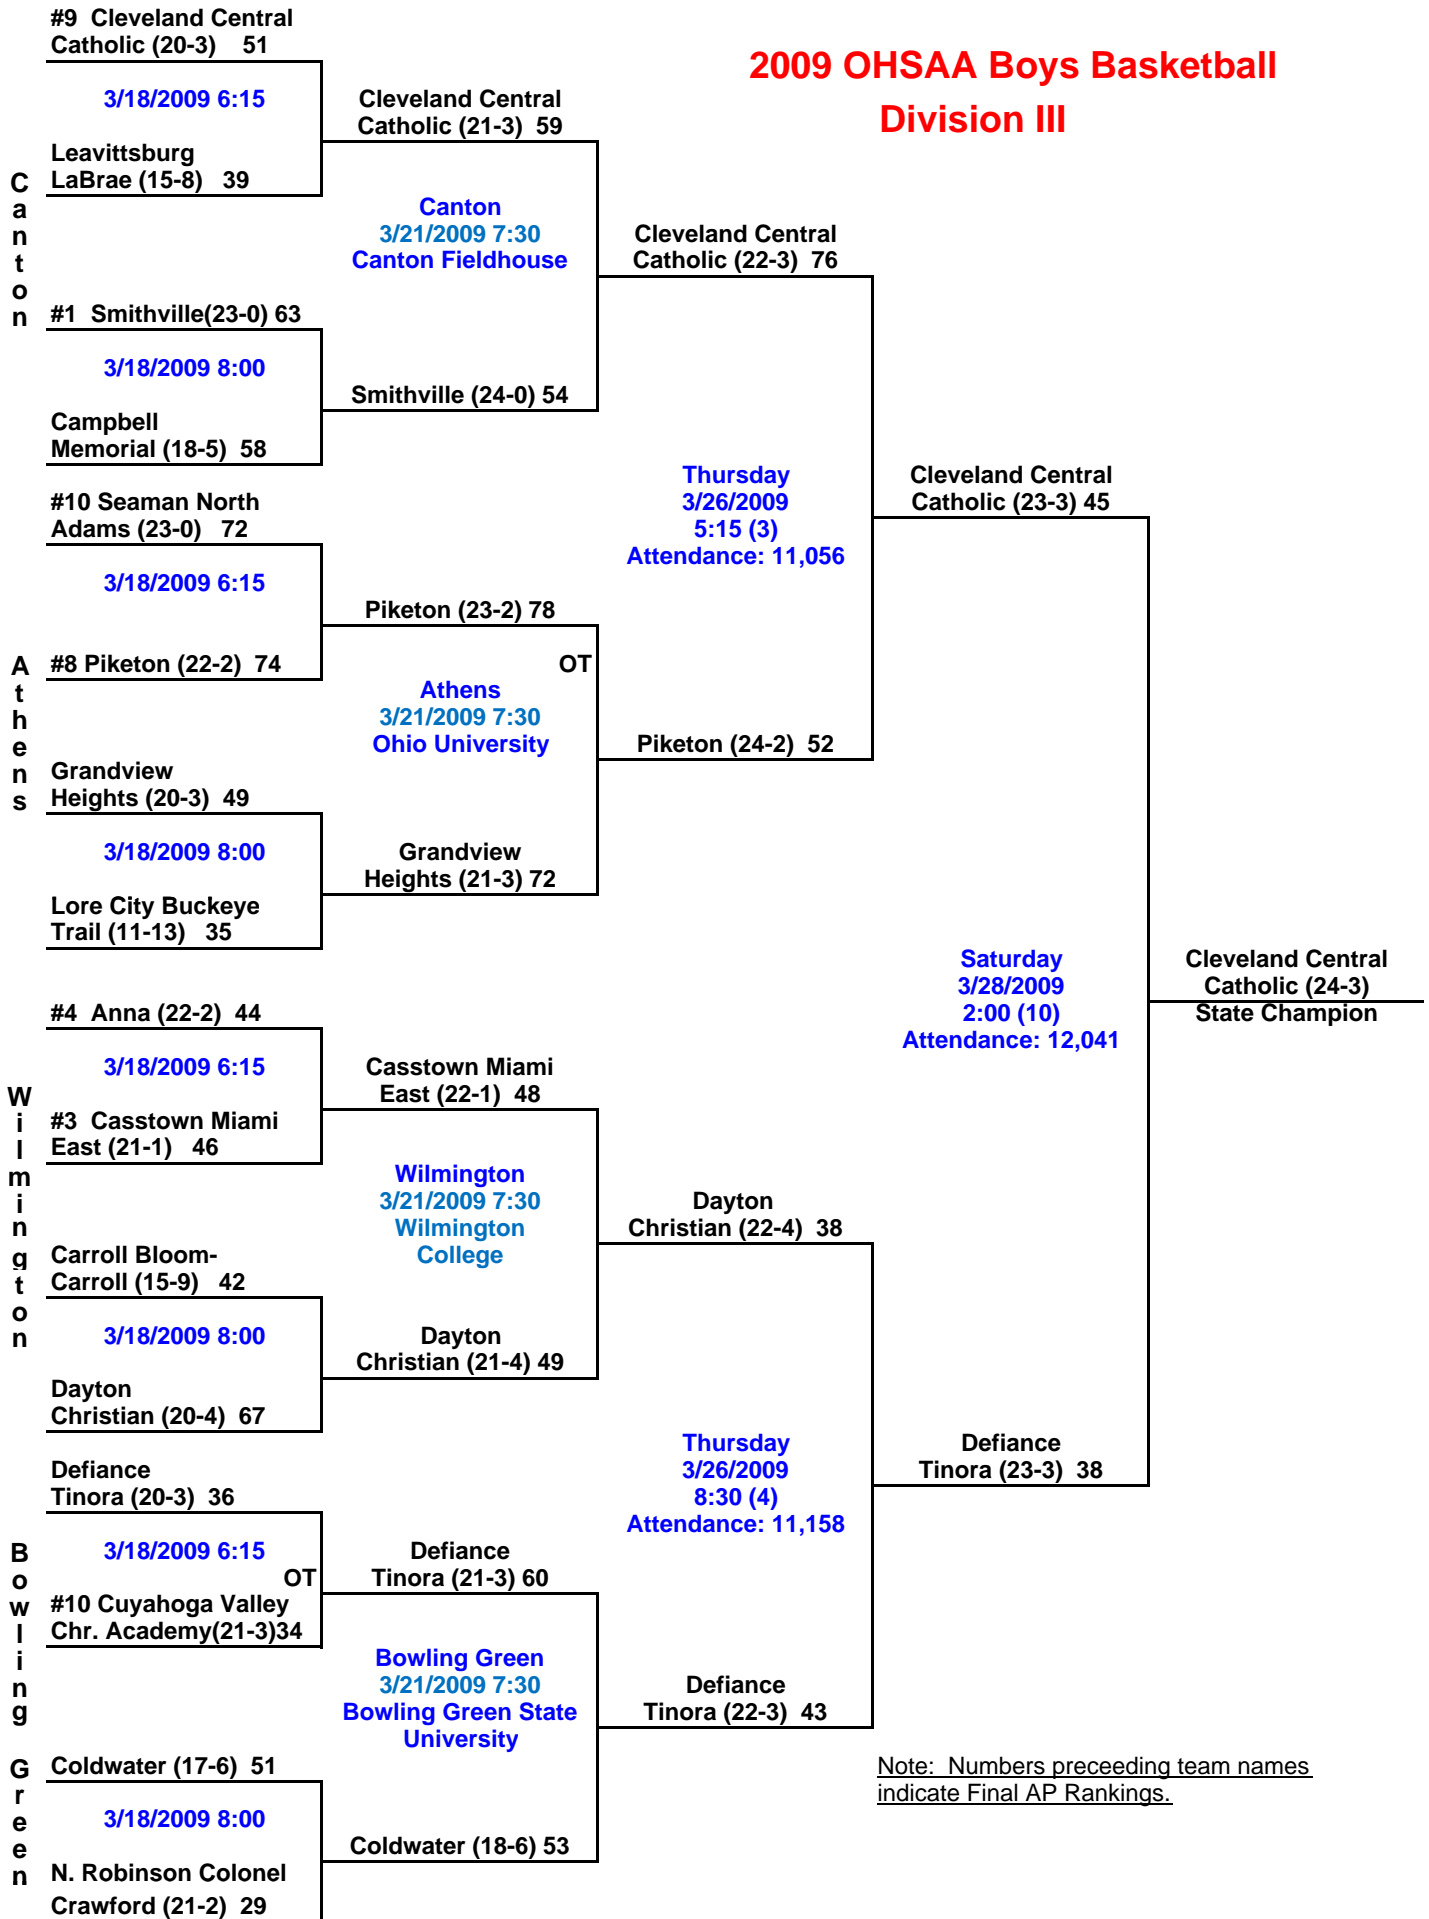 2009 OHSAA Boys Basketball
Division III
Canton
#9 Cleveland Central
Catholic (20-3) 51
3/18/2009 6:15
Leavittsburg
LaBrae (15-8) 39
#1 Smithville(23-0) 63
3/18/2009 8:00
Campbell
Memorial (18-5) 58
Athens
#10 Seaman North
Adams (23-0) 72
3/18/2009 6:15
#8 Piketon (22-2) 74
Grandview
Heights (20-3) 49
3/18/2009 8:00
Lore City Buckeye
Trail (11-13) 35
Wilmington
#4 Anna (22-2) 44
3/18/2009 6:15
#3 Casstown Miami
East (21-1) 46
Carroll Bloom-
Carroll (15-9) 42
3/18/2009 8:00
Dayton
Christian (20-4) 67
Bowling Green
Defiance
Tinora (20-3) 36
3/18/2009 6:15
OT
#10 Cuyahoga Valley
Chr. Academy(21-3)34
Coldwater (17-6) 51
3/18/2009 8:00
N. Robinson Colonel
Crawford (21-2) 29
Cleveland Central
Catholic (21-3) 59
Canton
3/21/2009 7:30
Canton Fieldhouse
Smithville (24-0) 54
Piketon (23-2) 78
OT
Athens
3/21/2009 7:30
Ohio University
Grandview
Heights (21-3) 72
Casstown Miami
East (22-1) 48
Wilmington
3/21/2009 7:30
Wilmington
College
Dayton
Christian (21-4) 49
Defiance
Tinora (21-3) 60
Bowling Green
3/21/2009 7:30
Bowling Green State
University
Coldwater (18-6) 53
Cleveland Central
Catholic (22-3) 76
Thursday
3/26/2009
5:15 (3)
Attendance: 11,056
Piketon (24-2) 52
Dayton
Christian (22-4) 38
Thursday
3/26/2009
8:30 (4)
Attendance: 11,158
Defiance
Tinora (22-3) 43
Cleveland Central
Catholic (23-3) 45
Saturday
3/28/2009
2:00 (10)
Attendance: 12,041
Defiance
Tinora (23-3) 38
Cleveland Central
Catholic (24-3)
State Champion
Note: Numbers preceeding team names
indicate Final AP Rankings.